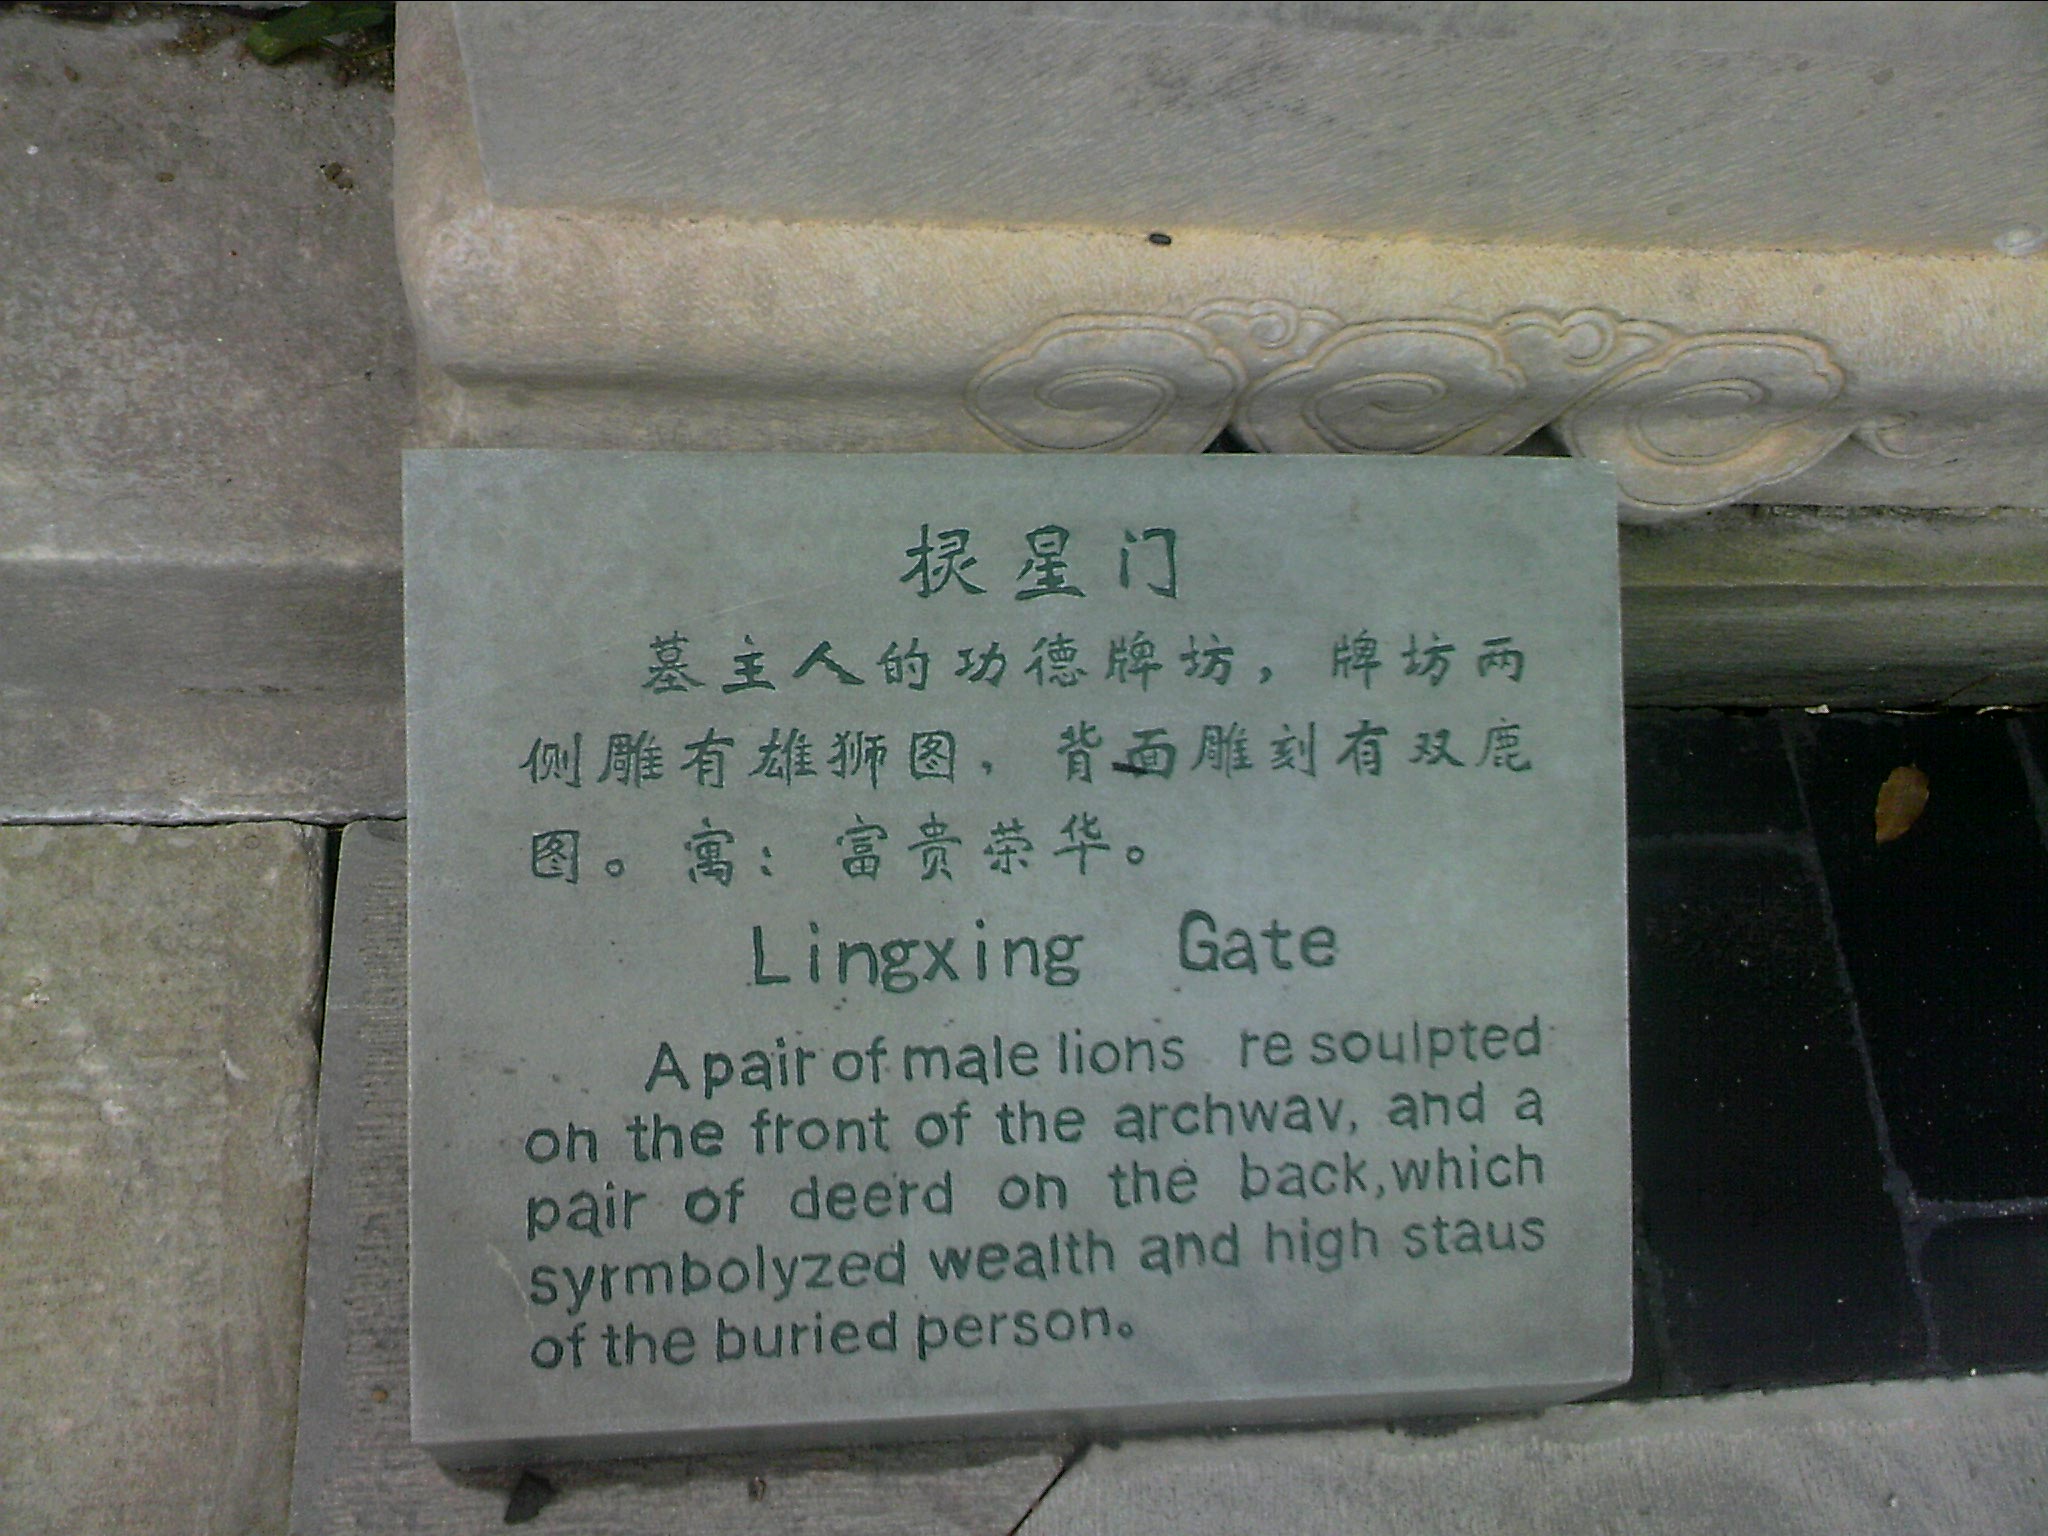 棂星门
墓主人的功德牌坊，牌坊两
侧雕有雄狮图，背面雕刻有双鹿
图。寓：富贵荣华。
Lingxing Gate
A pair of male lions re soulpted
on the front of the archwav, and a
pair of deerd on the back,which
syrmbolyzed wealth and high staus
of the buried person。